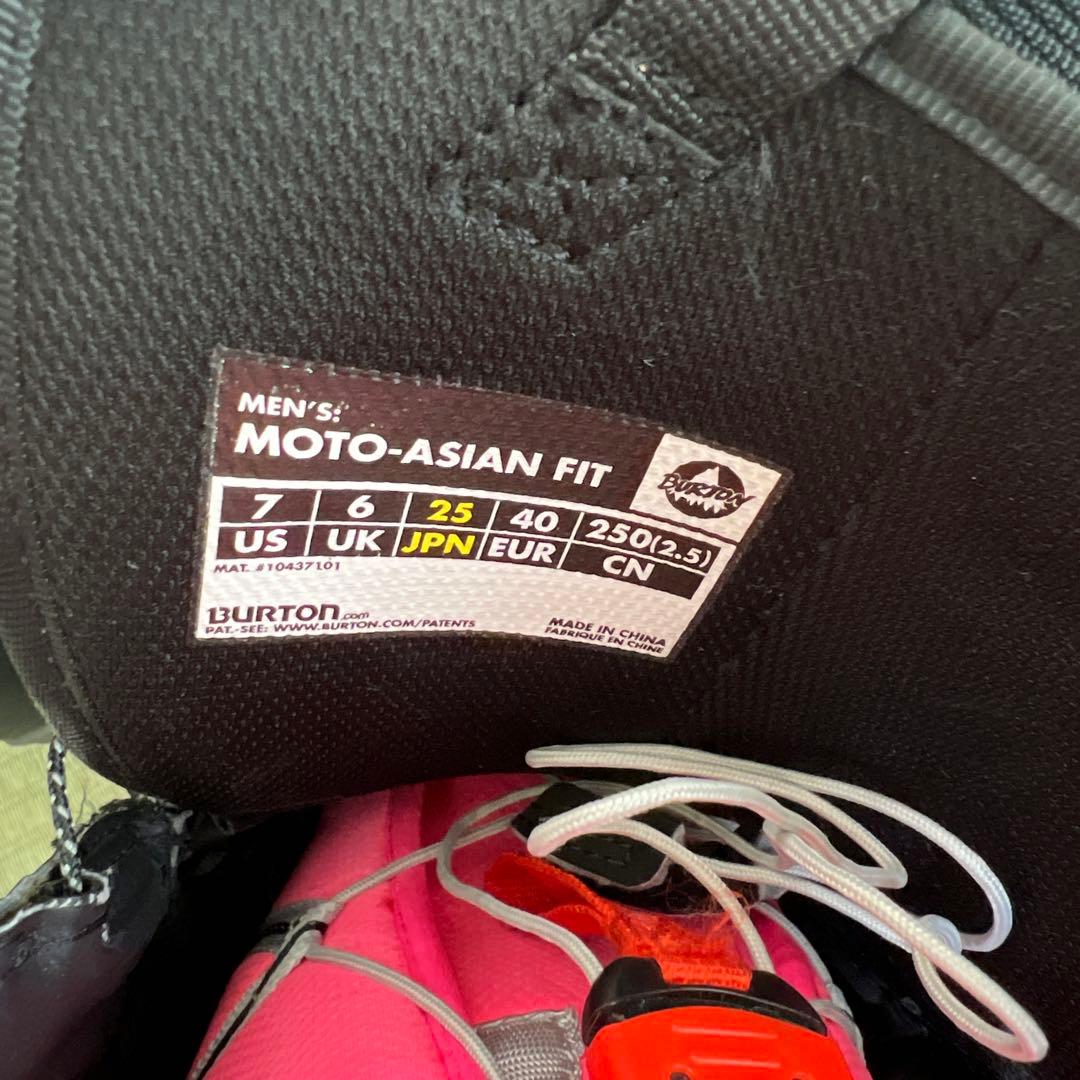 MEN'S:
MOTO-ASIAN FIT
BURTON
7 6 25 40 250(2.5)
US UK JPN EUR CN
MAT. #10437101
BURTON.com
PAT.-SEE: WWW.BURTON.COM/PATENTS
MADE IN CHINA
FABRIQUE EN CHINE